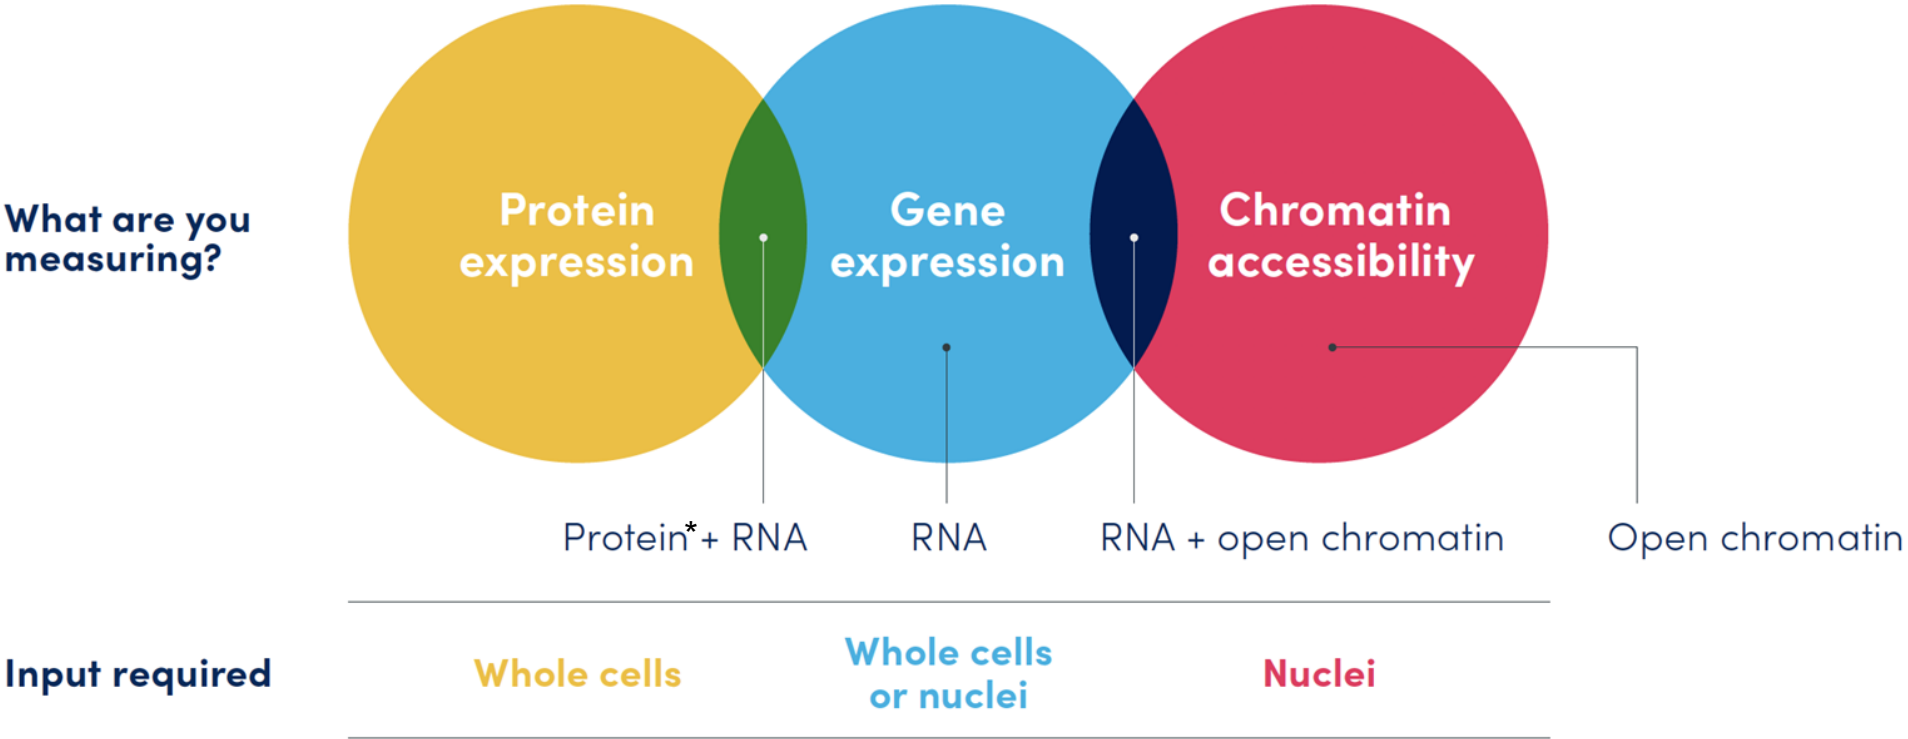 What are you
measuring?
Protein
expression
Gene
expression
Chromatin
accessibility
Protein* + RNA
RNA
RNA + open chromatin
Open chromatin
Input required
Whole cells
Whole cells
or nuclei
Nuclei